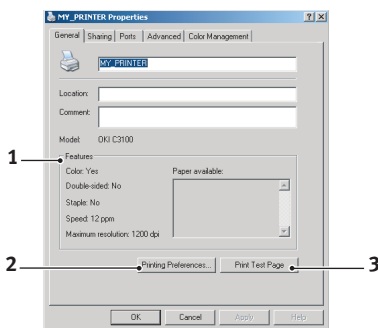 MY_PRINTER Properties
General Sharing Ports Advanced Color Management
MY_PRINTER
Location:
Comment:
Model: OKI C3100
1
Features
Color: Yes Paper available:
Double-sided: No
Staple: No
Speed: 12 ppm
Maximum resolution: 1200 dpi
2 Printing Preferences... Print Test Page 3
OK Cancel Apply Help